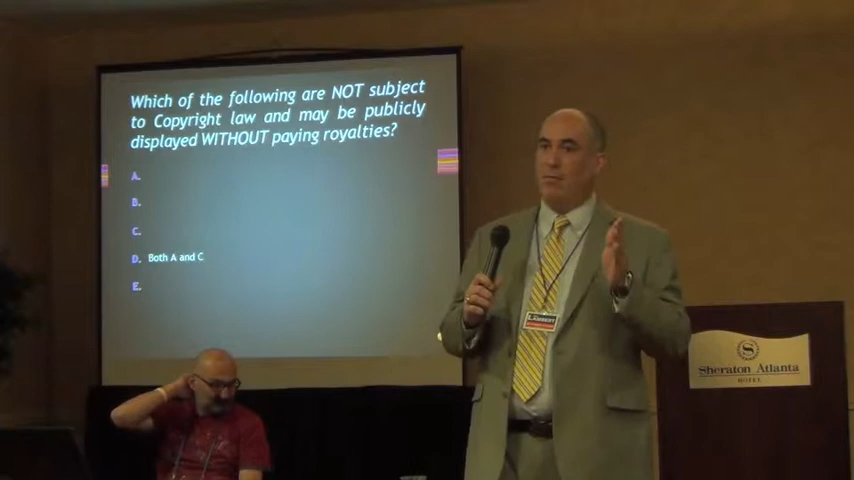 Which of the following are NOT subject
to Copyright law and may be publicly
displayed WITHOUT paying royalties?
A.
B.
C.
D. Both A and C
E.
LAMBERT
Sheraton Atlanta
HOTEL